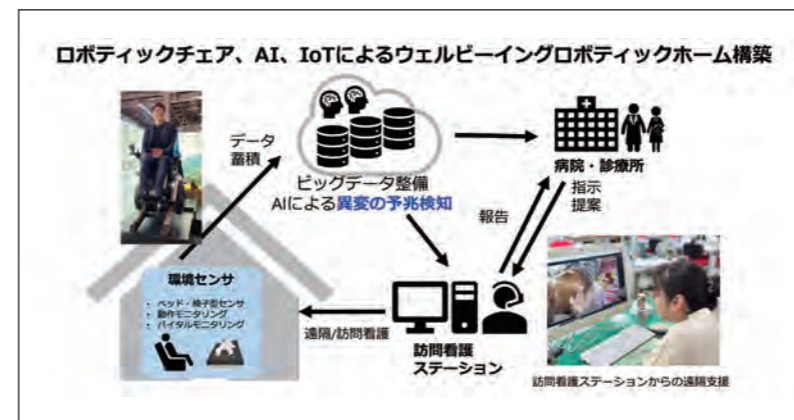 ロボティックチェア、AI、IoTによるウェルビーイングロボティックホーム構築
データ
蓄積
ビッグデータ整備
AIによる異変の予兆検知
病院・診療所
指示
提案
報告
環境センサ
・ ベッド・椅子型センサ
・ 動作モニタリング
・ バイタルモニタリング
遠隔/訪問看護
訪問看護
ステーション
訪問看護ステーションからの遠隔支援